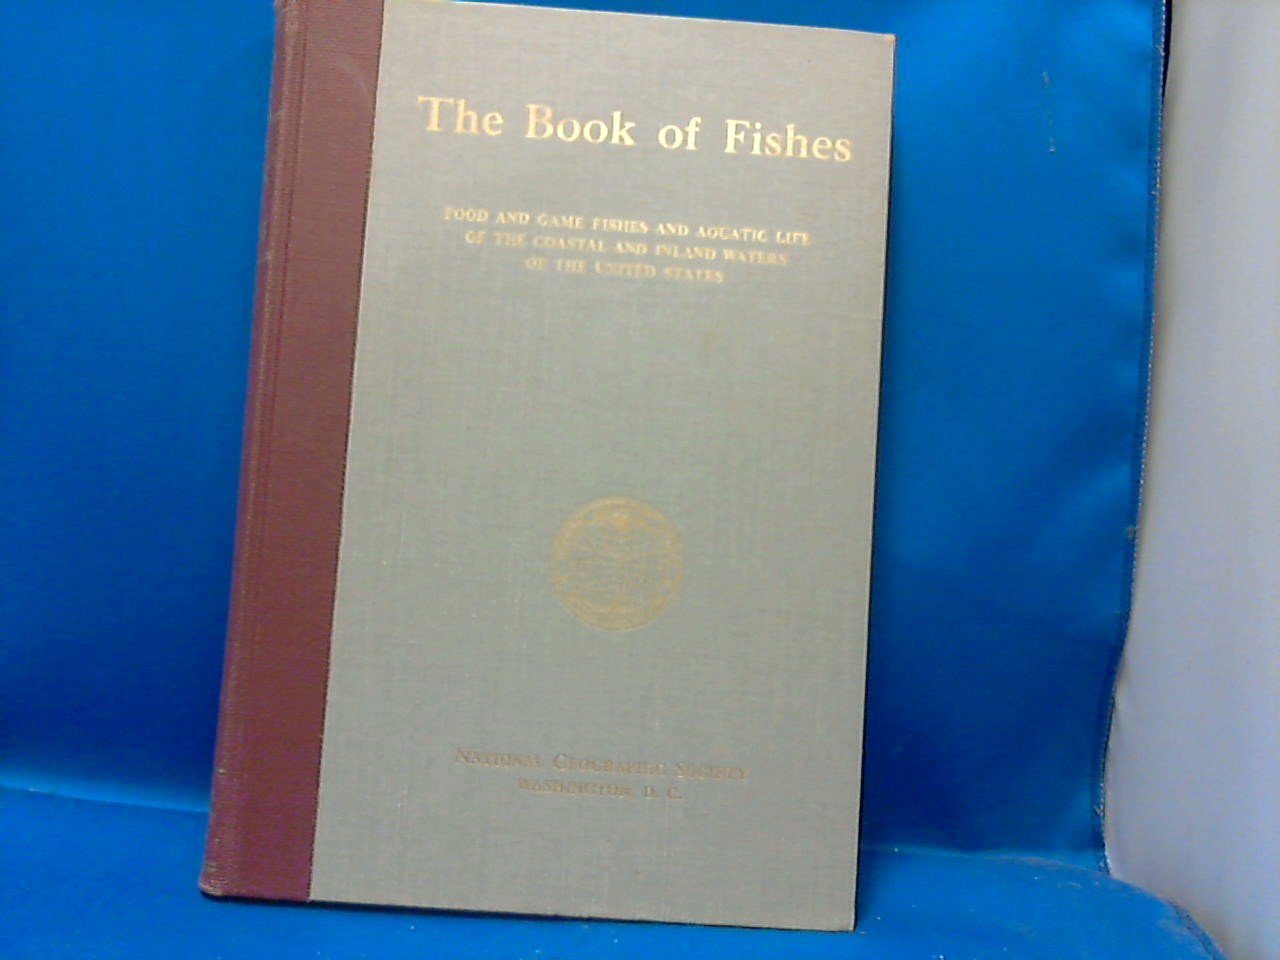 The Book of Fishes
FOOD AND GAME FISHES AND AQUATIC LIFE
OF THE COASTAL AND INLAND WATERS
OF THE UNITED STATES
NATIONAL GEOGRAPHIC SOCIETY
WASHINGTON, D. C.